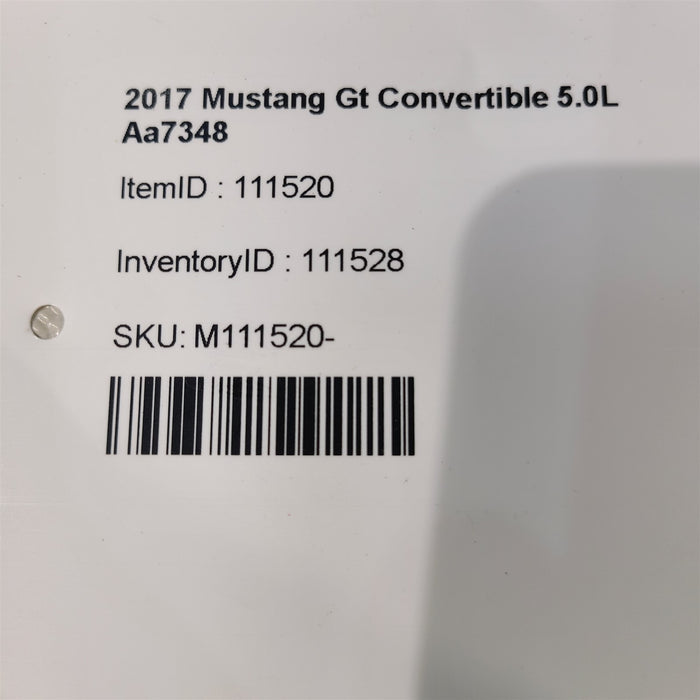 2017 Mustang Gt Convertible 5.0L
Aa7348
ItemID : 111520
InventoryID : 111528
SKU: M111520-